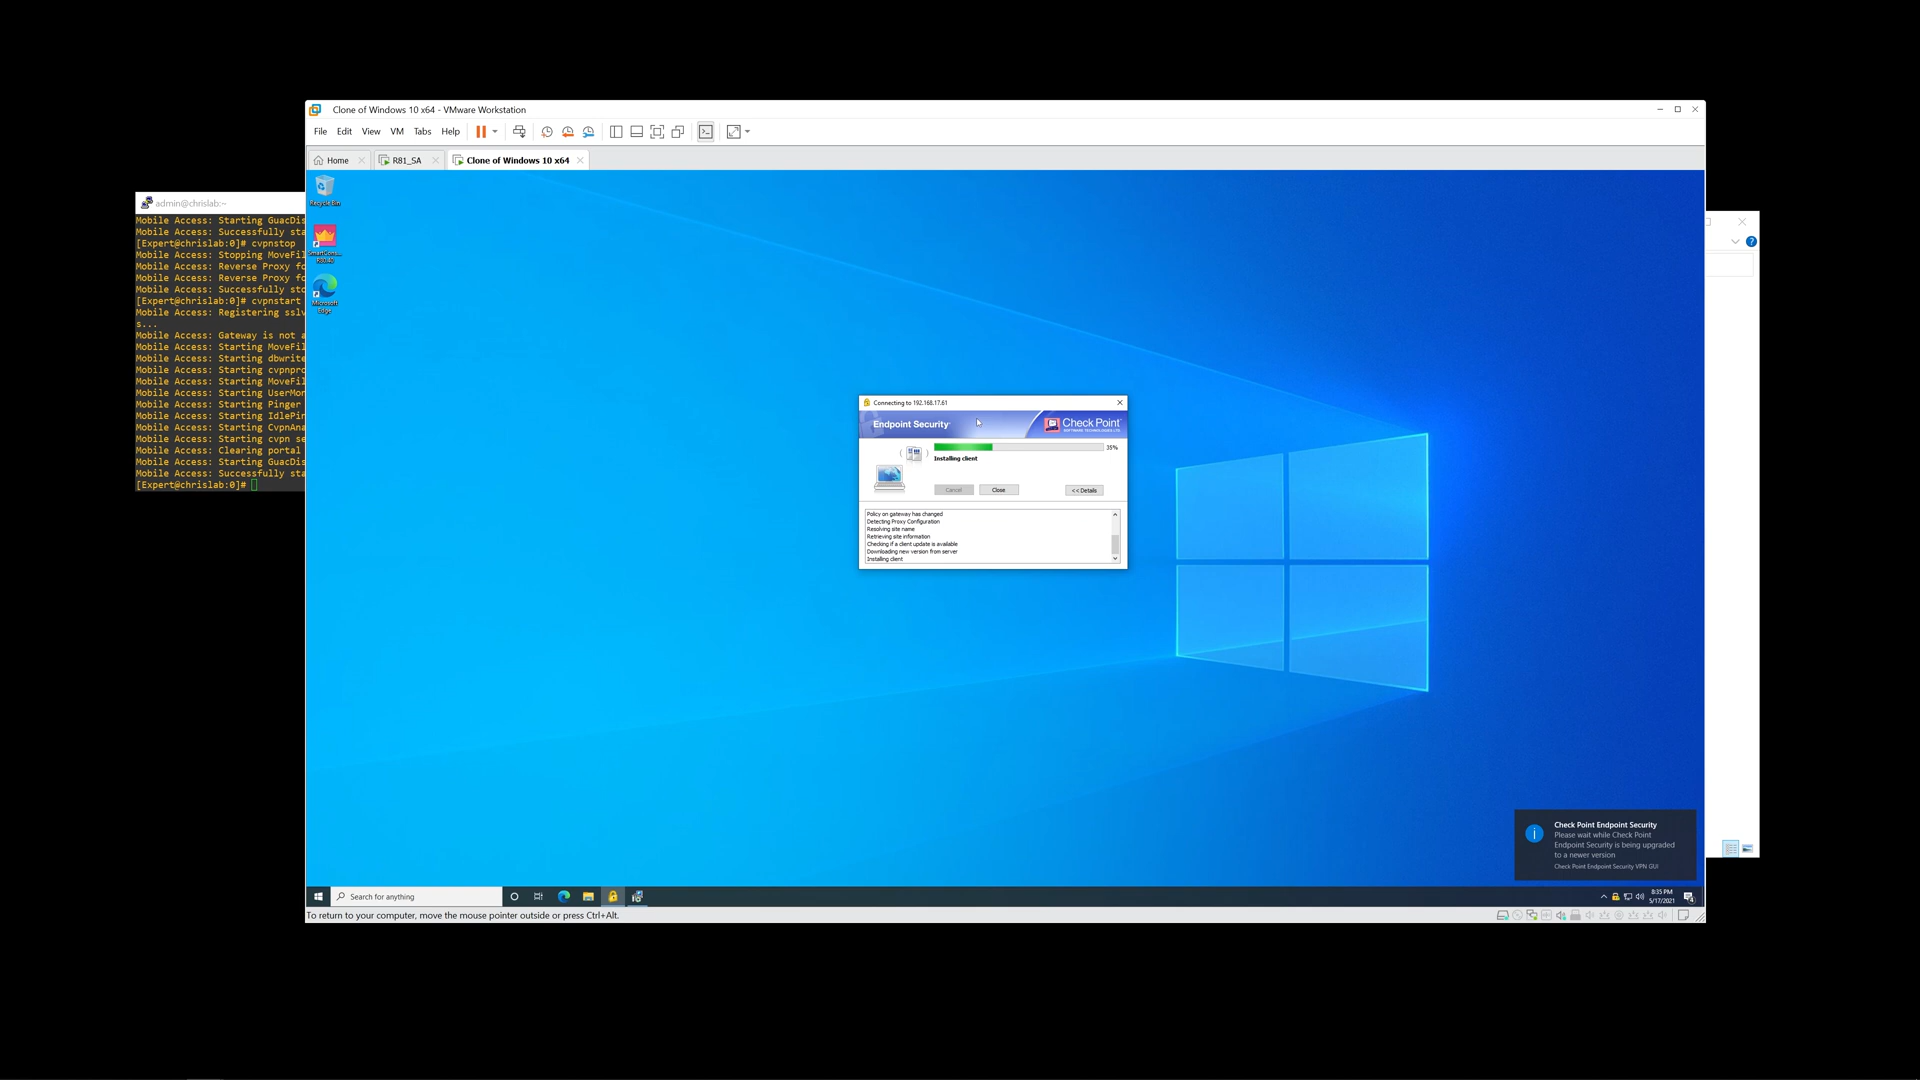 Clone of Windows 10 x64 - VMware Workstation
File Edit View VM Tabs Help
Home
R81_SA
Clone of Windows 10 x64
Recycle Bin
Microsoft
Edge
admin@chrislab:~
Mobile Access: Starting GuacDis
Mobile Access: Successfully sta
[Expert@chrislab:0]# cvpnstop
Mobile Access: Stopping MoveFil
Mobile Access: Reverse Proxy fo
Mobile Access: Reverse Proxy fo
Mobile Access: Successfully sto
[Expert@chrislab:0]# cvpnstart
Mobile Access: Registering sslv
s...
Mobile Access: Gateway is not a
Mobile Access: Starting MoveFil
Mobile Access: Starting dbwrite
Mobile Access: Starting cvpnpro
Mobile Access: Starting MoveFil
Mobile Access: Starting UserMon
Mobile Access: Starting Pinger
Mobile Access: Starting IdlePin
Mobile Access: Starting CvpnAna
Mobile Access: Starting cvpn se
Mobile Access: Clearing portal
Mobile Access: Starting GuacDis
Mobile Access: Successfully sta
[Expert@chrislab:0]#
Connecting to 192.168.17.61
Endpoint Security
Check Point
SOFTWARE TECHNOLOGIES LTD.
35%
Installing client
Cancel
Close
<< Details
Policy on gateway has changed
Detecting Proxy Configuration
Resolving site name
Retrieving site information
Checking if a client update is available
Downloading new version from server
Installing client
Check Point Endpoint Security
Please wait while Check Point
Endpoint Security is being upgraded
to a newer version
Check Point Endpoint Security VPN GUI
Search for anything
8:35 PM
5/17/2021
To return to your computer, move the mouse pointer outside or press Ctrl+Alt.